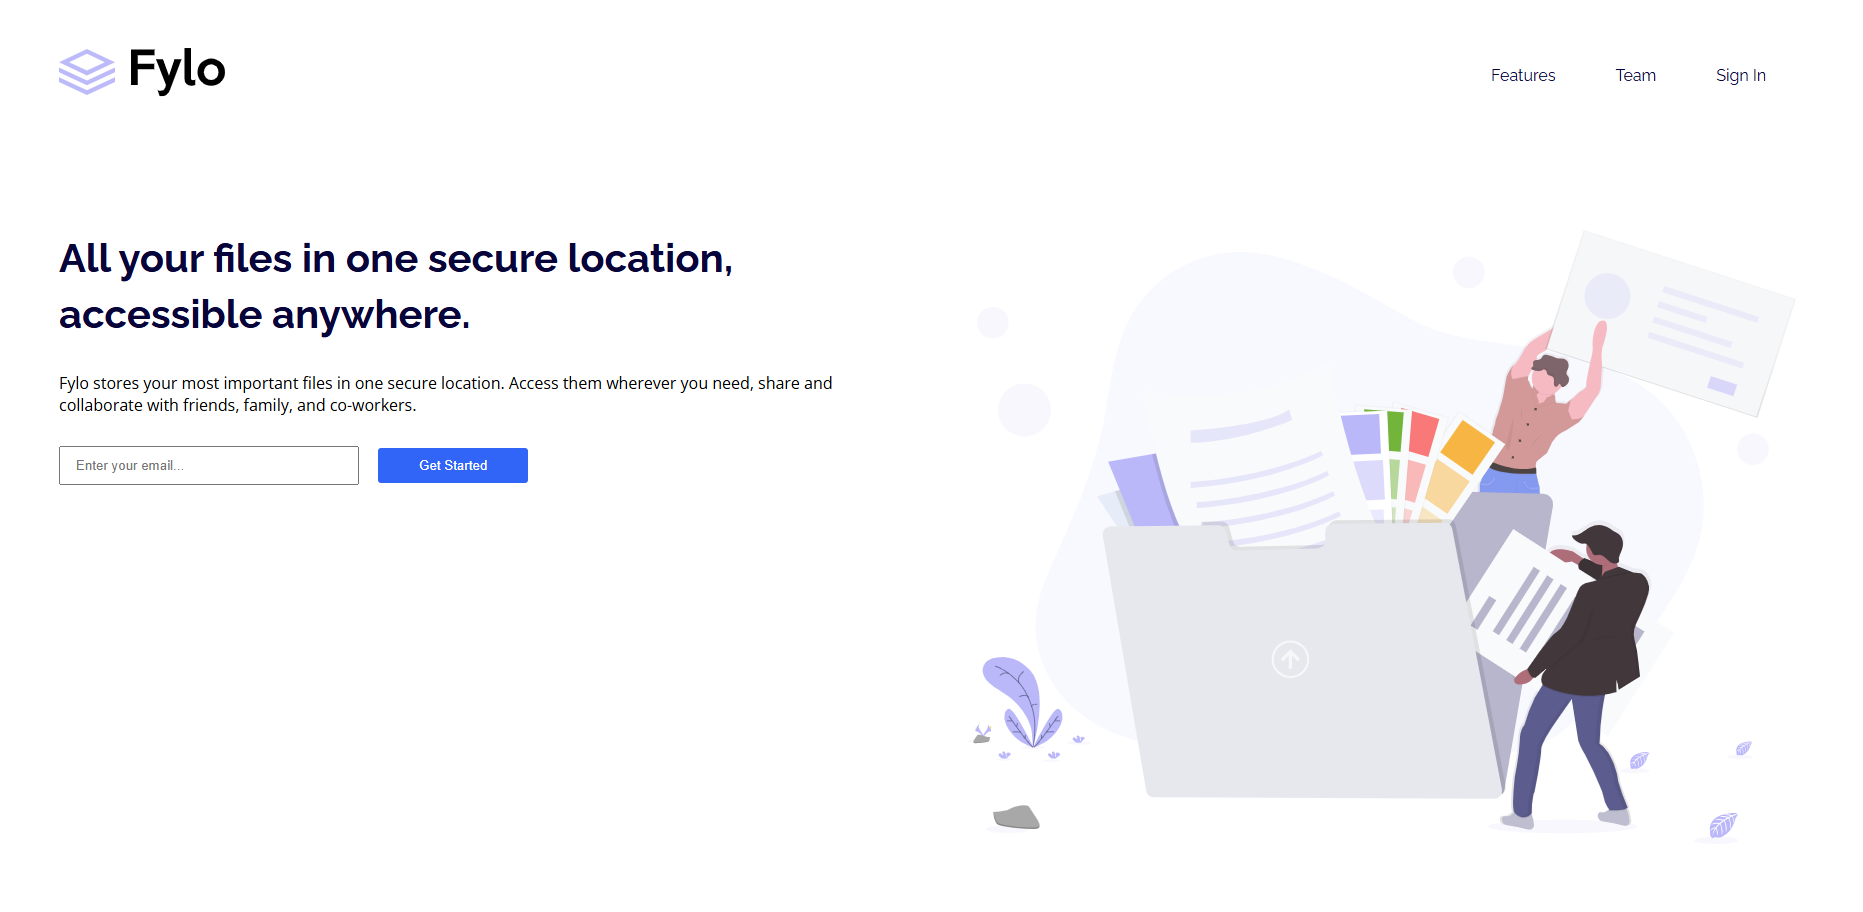 Fylo
Features
Team
Sign In
All your files in one secure location,
accessible anywhere.
Fylo stores your most important files in one secure location. Access them wherever you need, share and
collaborate with friends, family, and co-workers.
Enter your email...
Get Started